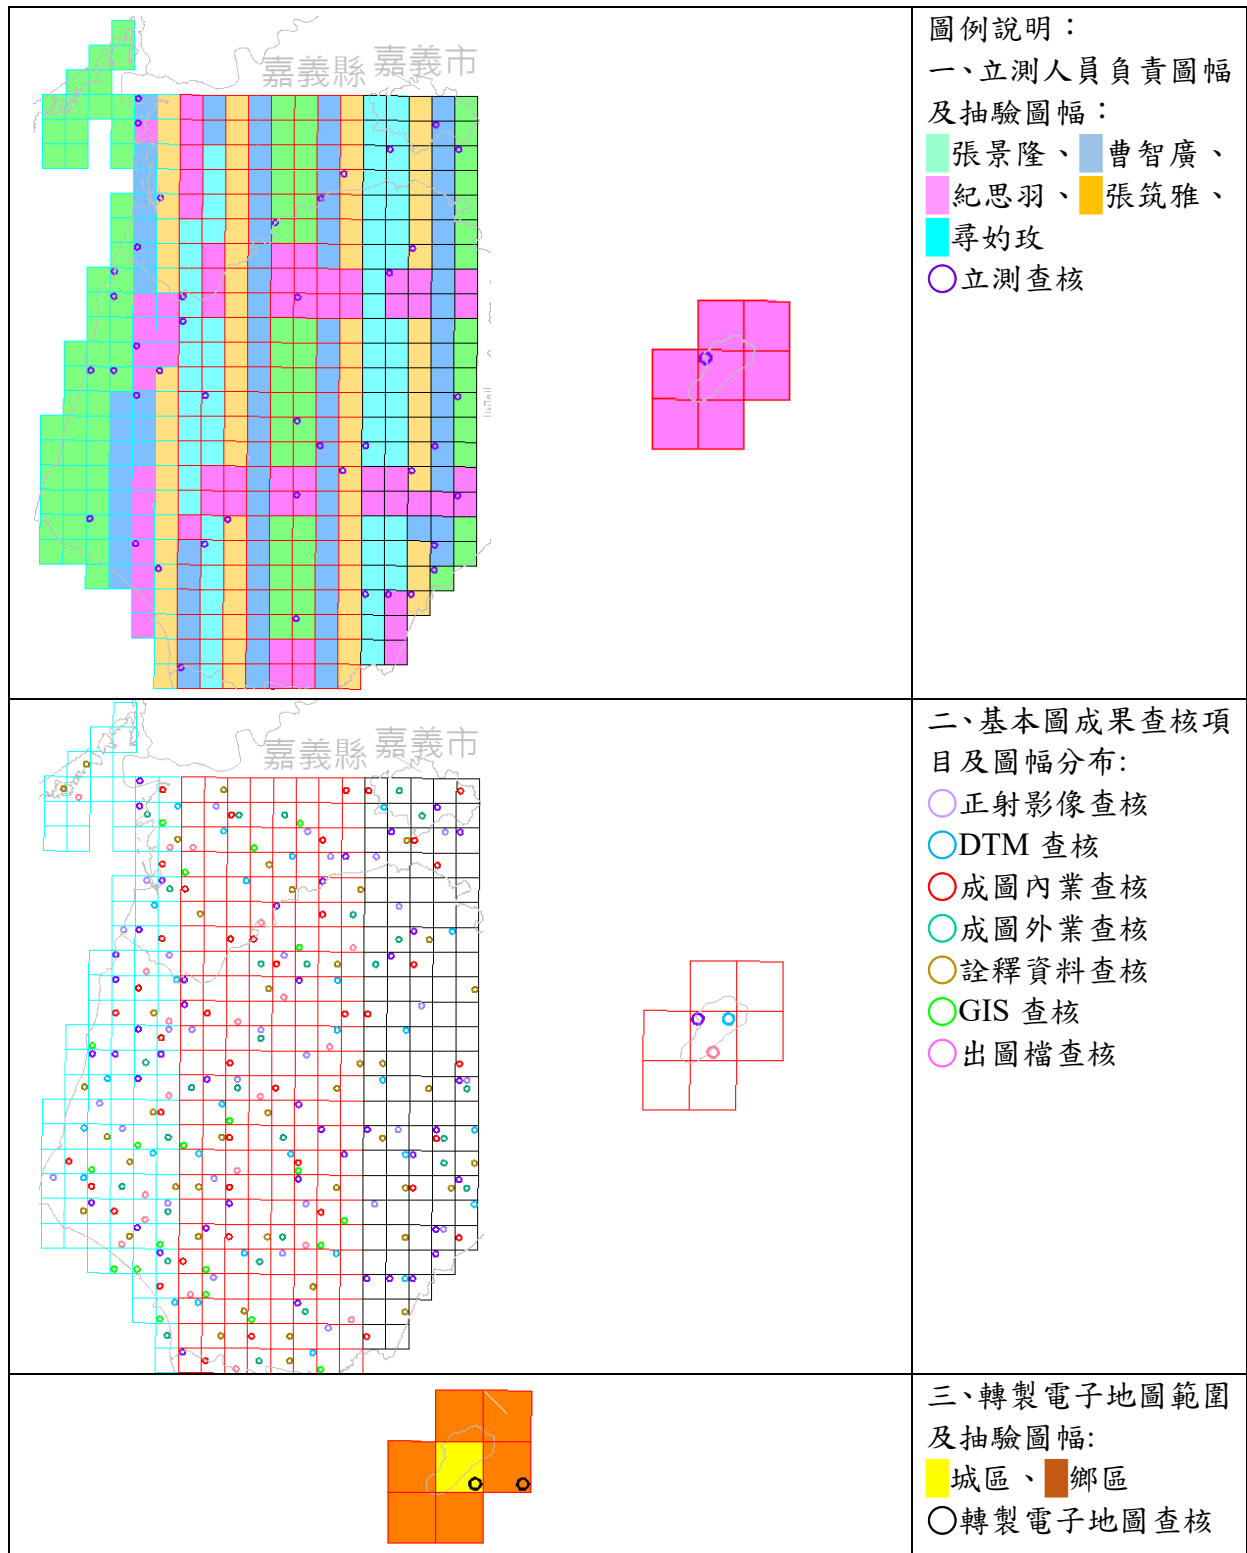 嘉義縣 嘉義市
圖例說明：
一、立測人員負責圖幅
及抽驗圖幅：
張景隆、曹智廣、
紀思羽、張筑雅、
尋妁玫
立測查核
嘉義縣 嘉義市
二、基本圖成果查核項
目及圖幅分布:
正射影像查核
DTM 查核
成圖內業查核
成圖外業查核
詮釋資料查核
GIS 查核
出圖檔查核
三、轉製電子地圖範圍
及抽驗圖幅:
城區、鄉區
轉製電子地圖查核